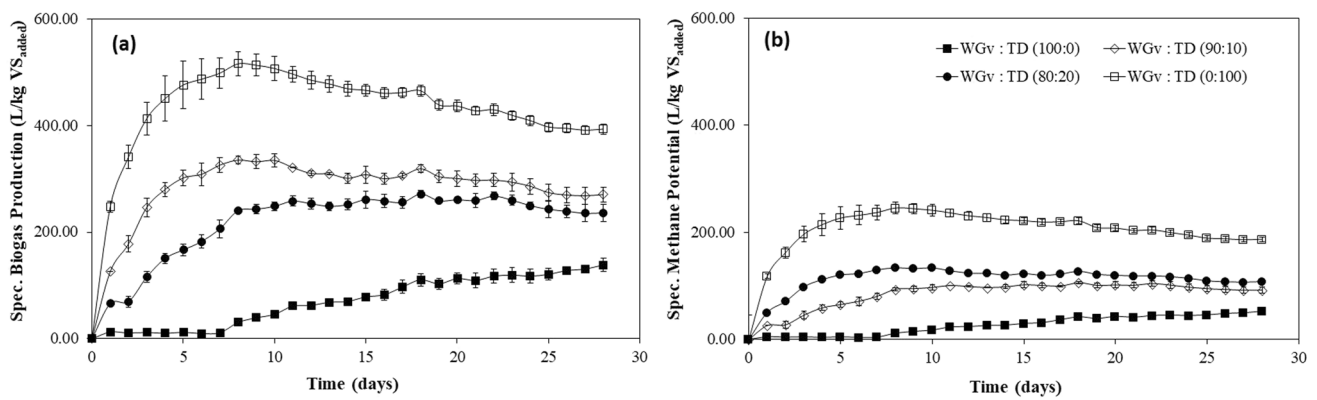 (a)
Spec. Biogas Production (L/kg VSadded)
600.00
400.00
200.00
0.00
0 5 10 15 20 25 30
Time (days)
(b)
WGv : TD (100:0) WGv : TD (90:10)
WGv : TD (80:20) WGv : TD (0:100)
Spec. Methane Potential (L/kg VSadded)
600.00
400.00
200.00
0.00
0 5 10 15 20 25 30
Time (days)